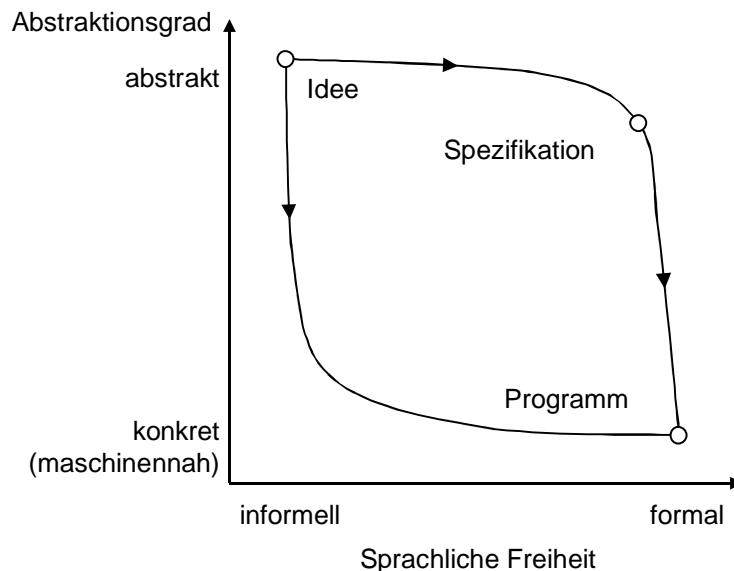 Abstraktionsgrad
abstrakt
Idee
Spezifikation
Programm
konkret
(maschinennah)
informell
formal
Sprachliche Freiheit